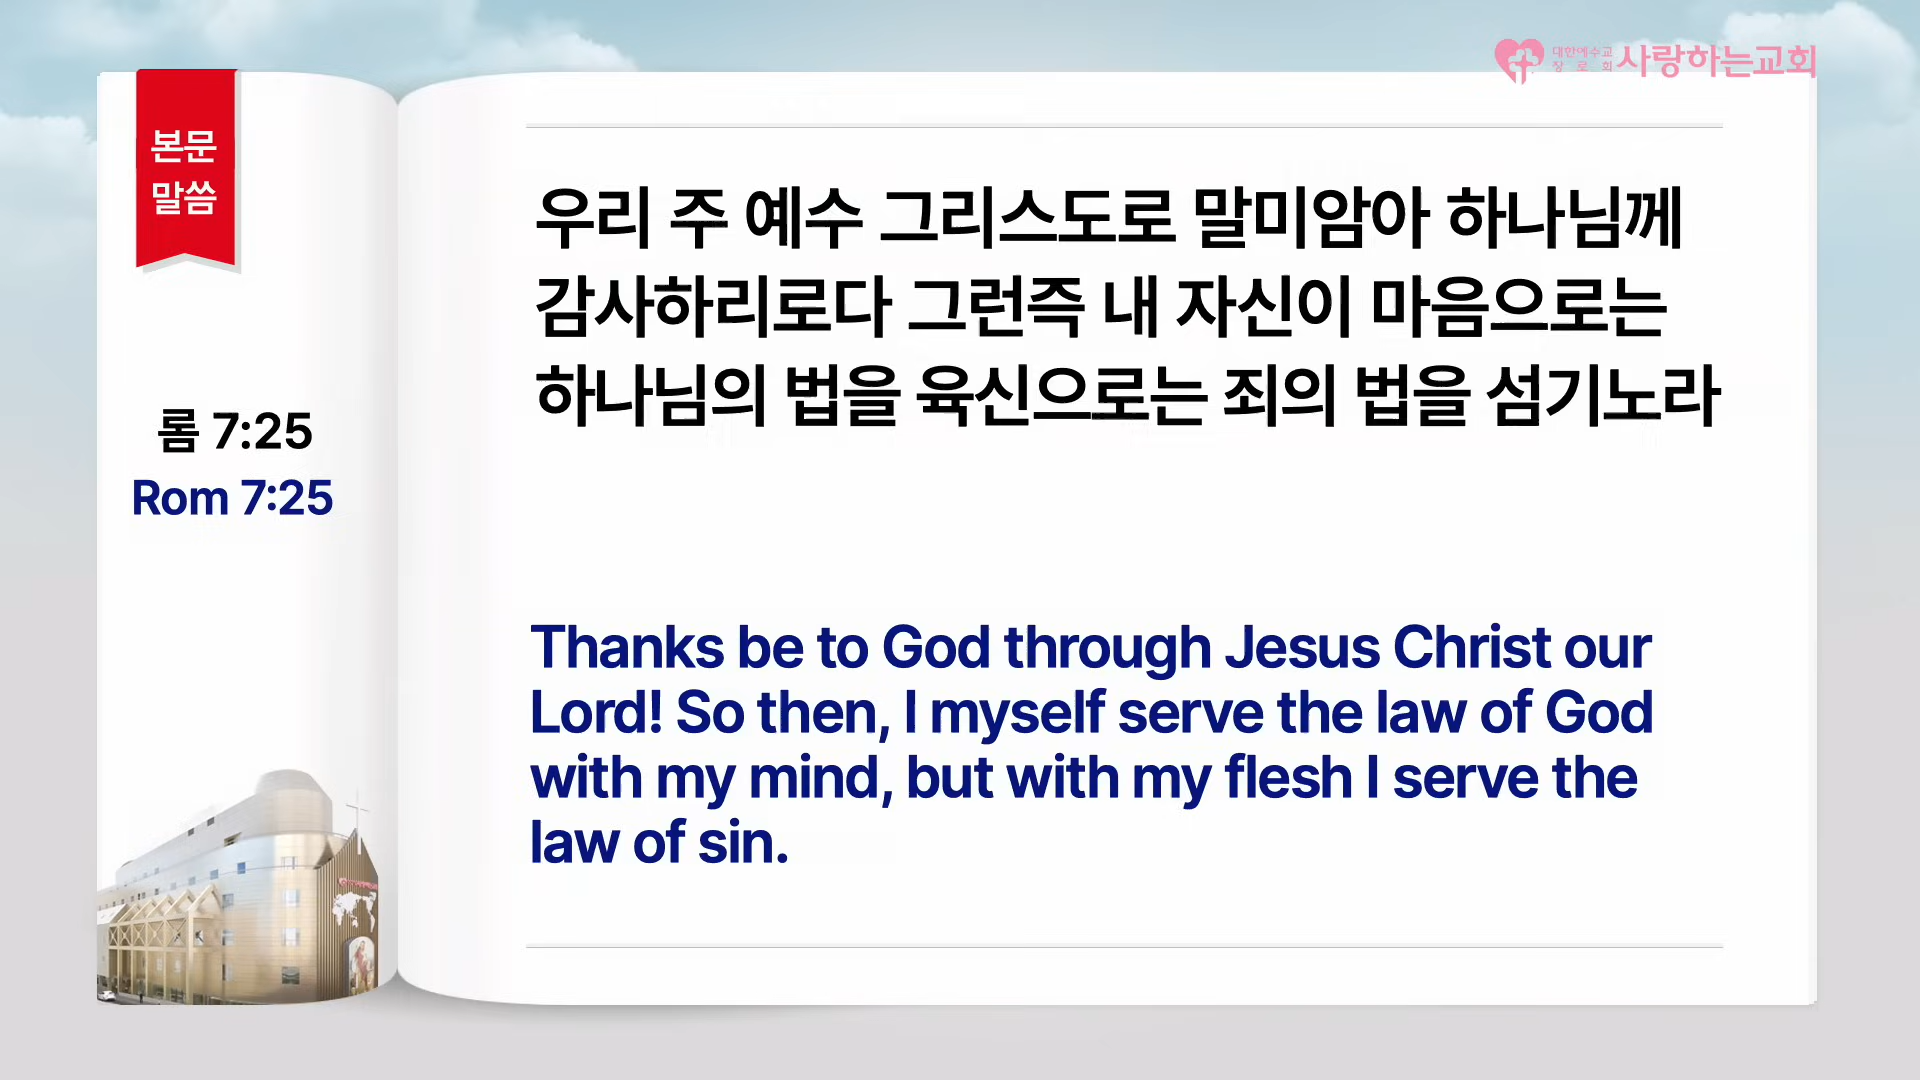 대한예수교
장로회
사랑하는교회
본문
말씀
롬 7:25
Rom 7:25
우리 주 예수 그리스도로 말미암아 하나님께
감사하리로다 그런즉 내 자신이 마음으로는
하나님의 법을 육신으로는 죄의 법을 섬기노라
Thanks be to God through Jesus Christ our
Lord! So then, I myself serve the law of God
with my mind, but with my flesh I serve the
law of sin.